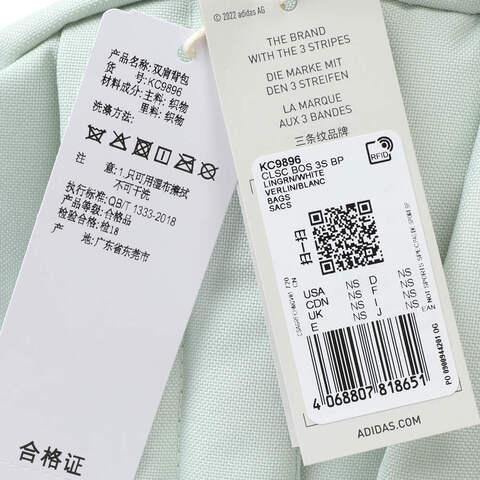 产品名称:双肩背包
货 号:KC9896
材料成分:主料:织物
里料:织物
洗涤方法:
注 意:1.只可用湿布擦拭
不可干洗
执行标准:QB/T 1333-2018
产品等级:合格品
检验合格:检18
产 地:广东省东莞市
合格证
© 2022 adidas AG
THE BRAND
WITH THE 3 STRIPES
DIE MARKE MIT
DEN 3 STREIFEN
LA MARQUE
AUX 3 BANDES
三条纹品牌
KC9896
CLSC BOS 3S BP
LINGRN/WHITE
VERLIN/BLANC
BAGS
SACS
RFID
扫一扫
USA NS D NS
CDN NS F NS
UK NS I NS
E NS J NS
4 068807 818651
PO 0900944201 00
ADIDAS.COM